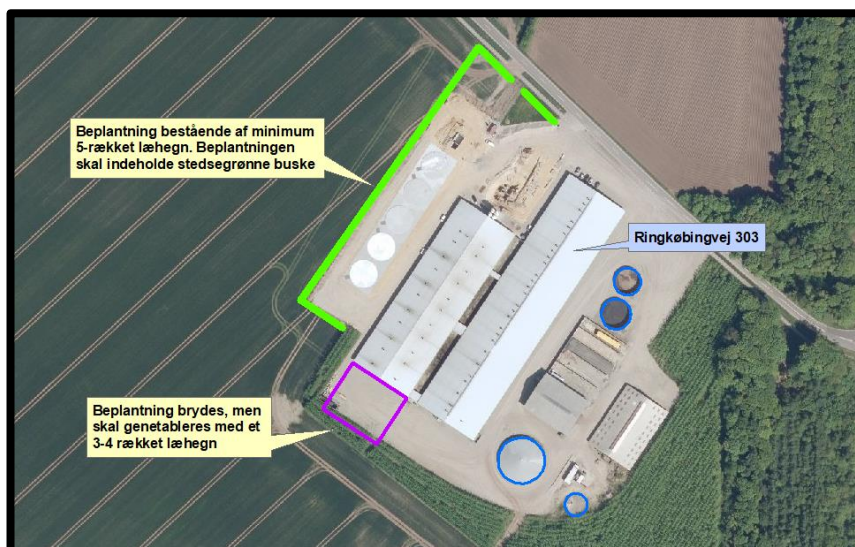 Beplantning bestående af minimum
5-rækket læhegn. Beplantningen
skal indeholde stedsegrønne buske
Ringkøbingvej 303
Beplantning brydes, men
skal genetableres med et
3-4 rækket læhegn